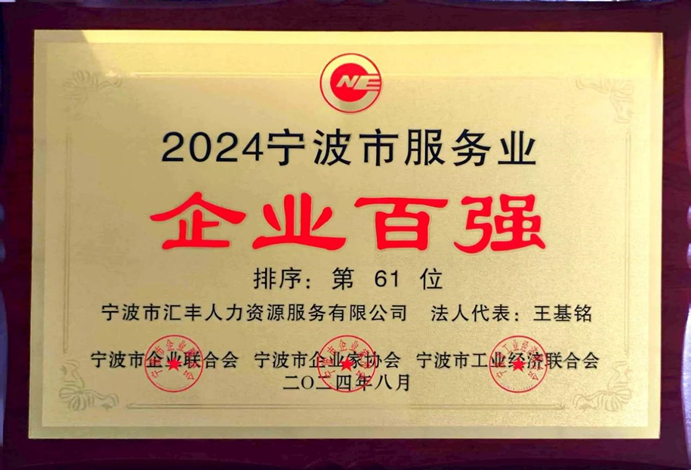 CNE
2024宁波市服务业
企业百强
排序：第 61 位
宁波市汇丰人力资源服务有限公司 法人代表：王基铭
宁波市企业联合会 宁波市企业家协会 宁波市工业经济联合会
二〇二四年八月